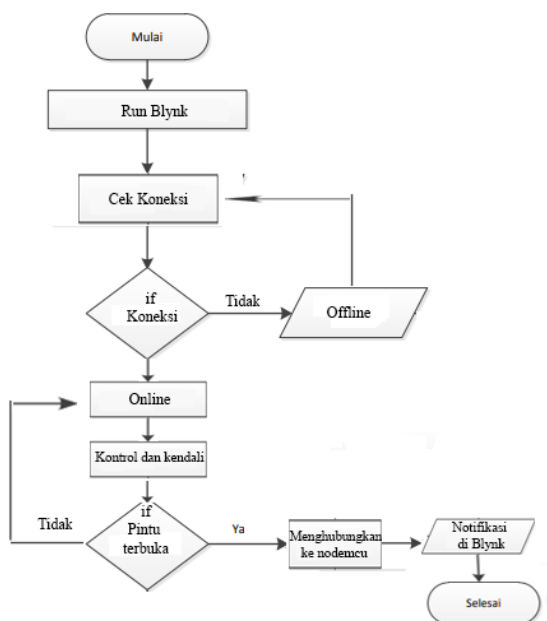 Mulai
Run Blynk
Cek Koneksi
if
Koneksi
Tidak
Offline
Online
Kontrol dan kendali
if
Pintu
terbuka
Tidak
Ya
Menghubungkan
ke nodemcu
Notifikasi
di Blynk
Selesai